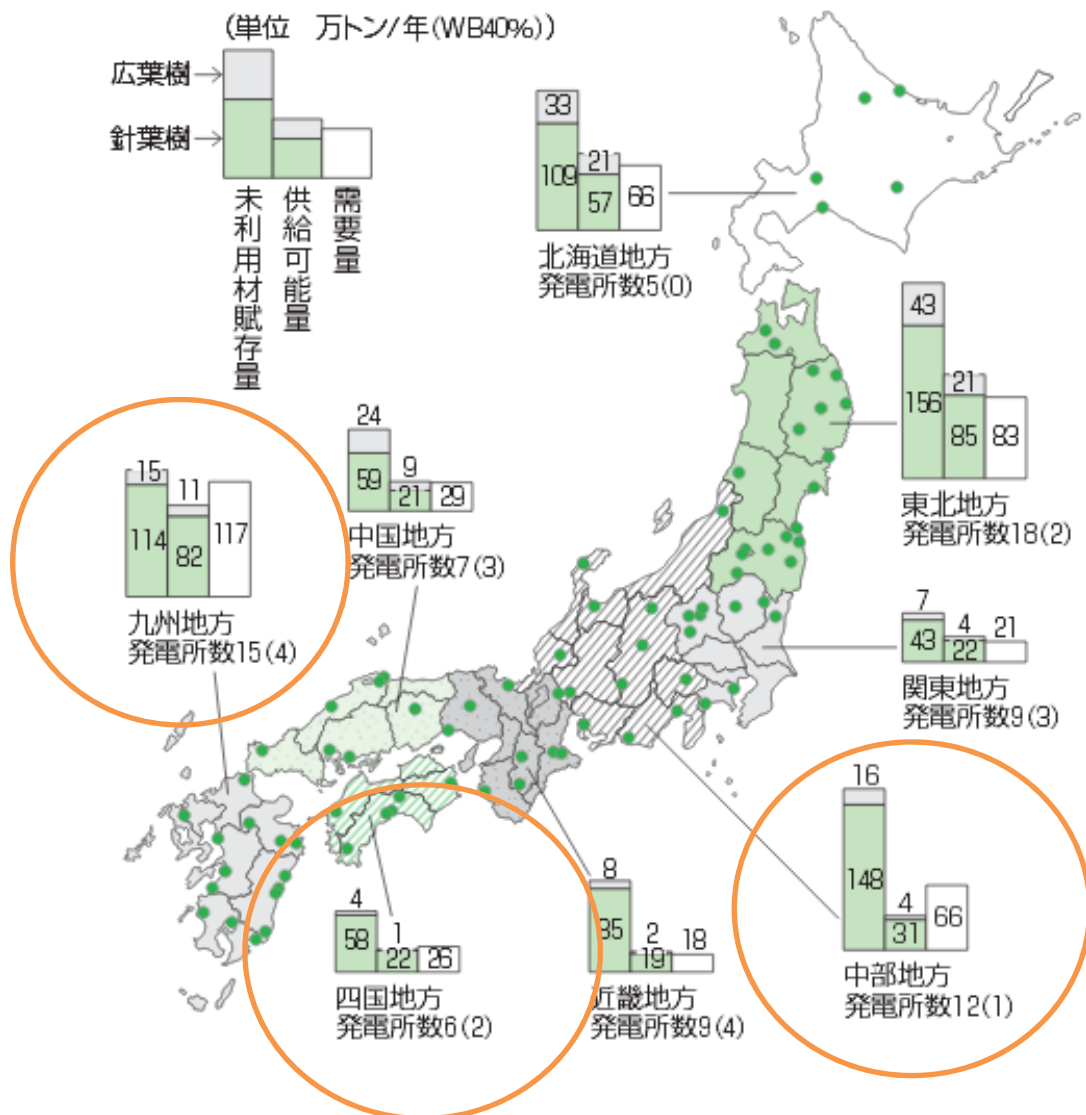 (単位　万トン/年(WB40%))
広葉樹
針葉樹
未利用材賦存量
供給可能量
需要量
33
109
21
57
66
北海道地方
発電所数5(0)
43
156
21
85
83
東北地方
発電所数18(2)
24
59
9
21
29
中国地方
発電所数7(3)
15
114
11
82
117
九州地方
発電所数15(4)
7
43
4
22
21
関東地方
発電所数9(3)
16
148
4
31
66
中部地方
発電所数12(1)
4
58
1
22
26
四国地方
発電所数6(2)
8
85
2
19
18
近畿地方
発電所数9(4)